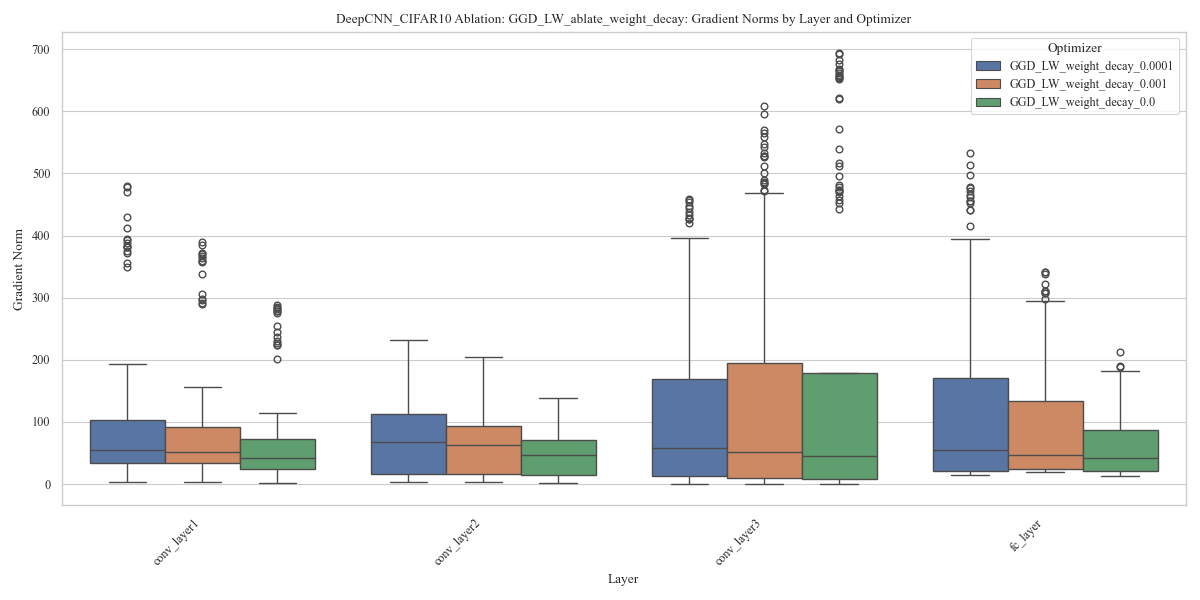 DeepCNN_CIFAR10 Ablation: GGD_LW_ablate_weight_decay: Gradient Norms by Layer and Optimizer
Optimizer
GGD_LW_weight_decay_0.0001
GGD_LW_weight_decay_0.001
GGD_LW_weight_decay_0.0
700
600
500
400
300
200
100
0
Gradient Norm
conv_layer1
conv_layer2
conv_layer3
fc_layer
Layer